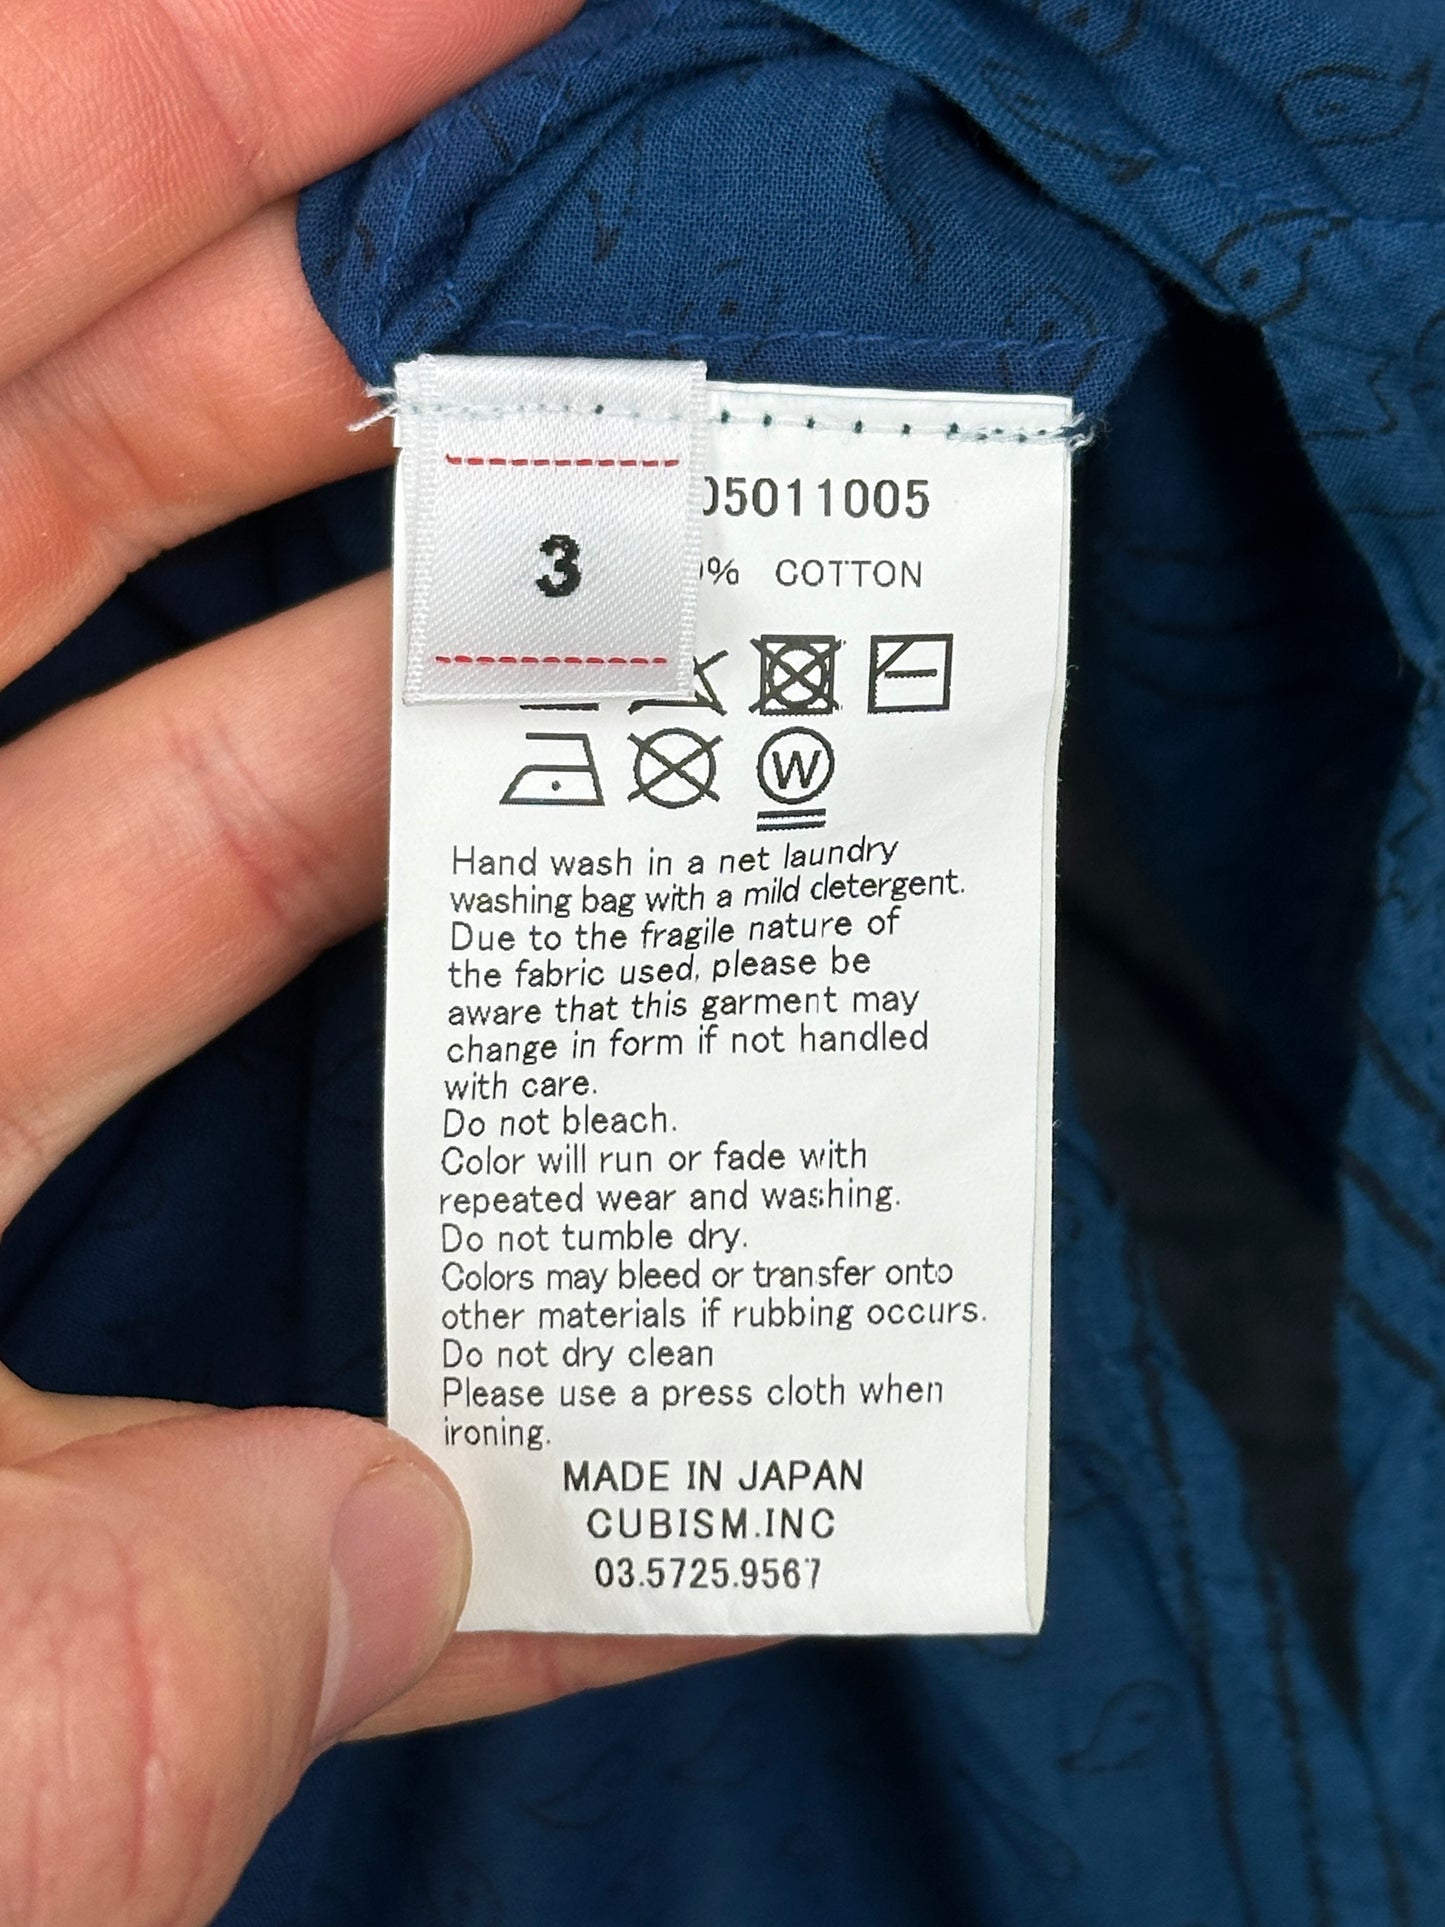 3
05011005
% COTTON
W
Hand wash in a net laundry
washing bag with a mild detergent.
Due to the fragile nature of
the fabric used, please be
aware that this garment may
change in form if not handled
with care.
Do not bleach.
Color will run or fade with
repeated wear and washing.
Do not tumble dry.
Colors may bleed or transfer onto
other materials if rubbing occurs.
Do not dry clean
Please use a press cloth when
ironing.
MADE IN JAPAN
CUBISM.INC
03.5725.9567